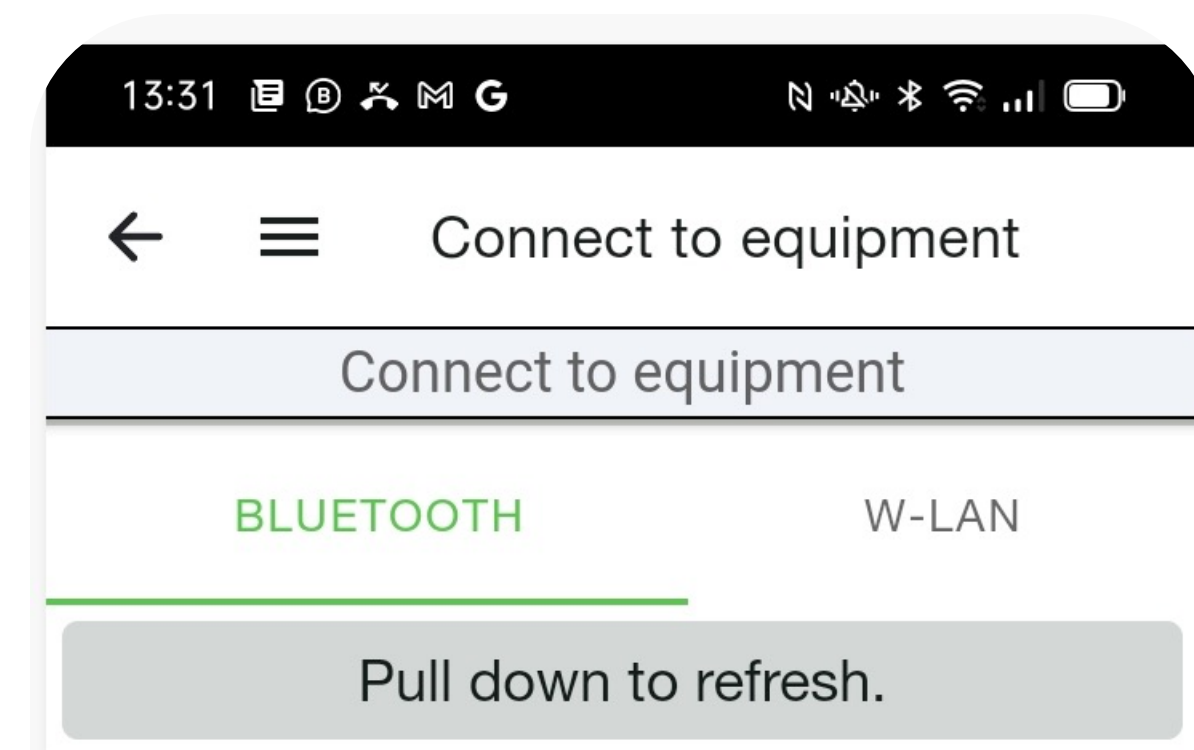 13:31
Connect to equipment
Connect to equipment
BLUETOOTH W-LAN
Pull down to refresh.